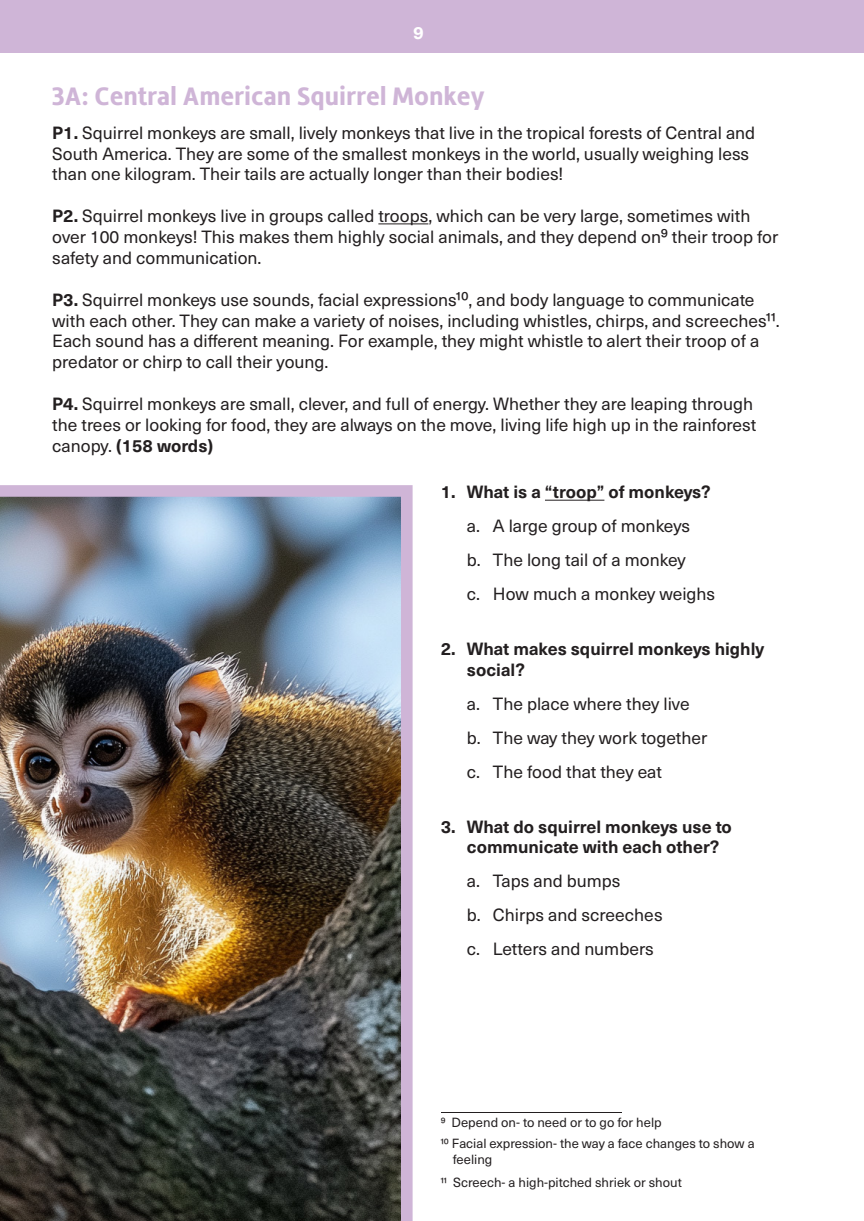 9
3A: Central American Squirrel Monkey
P1. Squirrel monkeys are small, lively monkeys that live in the tropical forests of Central and
South America. They are some of the smallest monkeys in the world, usually weighing less
than one kilogram. Their tails are actually longer than their bodies!
P2. Squirrel monkeys live in groups called troops, which can be very large, sometimes with
over 100 monkeys! This makes them highly social animals, and they depend on⁹ their troop for
safety and communication.
P3. Squirrel monkeys use sounds, facial expressions¹⁰, and body language to communicate
with each other. They can make a variety of noises, including whistles, chirps, and screeches¹¹.
Each sound has a different meaning. For example, they might whistle to alert their troop of a
predator or chirp to call their young.
P4. Squirrel monkeys are small, clever, and full of energy. Whether they are leaping through
the trees or looking for food, they are always on the move, living life high up in the rainforest
canopy. (158 words)
1. What is a “troop” of monkeys?
a. A large group of monkeys
b. The long tail of a monkey
c. How much a monkey weighs
2. What makes squirrel monkeys highly
social?
a. The place where they live
b. The way they work together
c. The food that they eat
3. What do squirrel monkeys use to
communicate with each other?
a. Taps and bumps
b. Chirps and screeches
c. Letters and numbers
⁹ Depend on- to need or to go for help
¹⁰ Facial expression- the way a face changes to show a
feeling
¹¹ Screech- a high-pitched shriek or shout